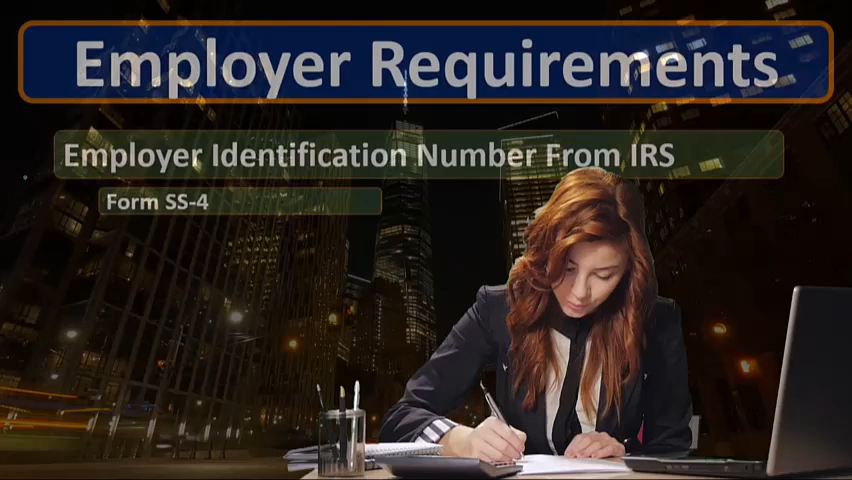 Employer Requirements
Employer Identification Number From IRS
Form SS-4